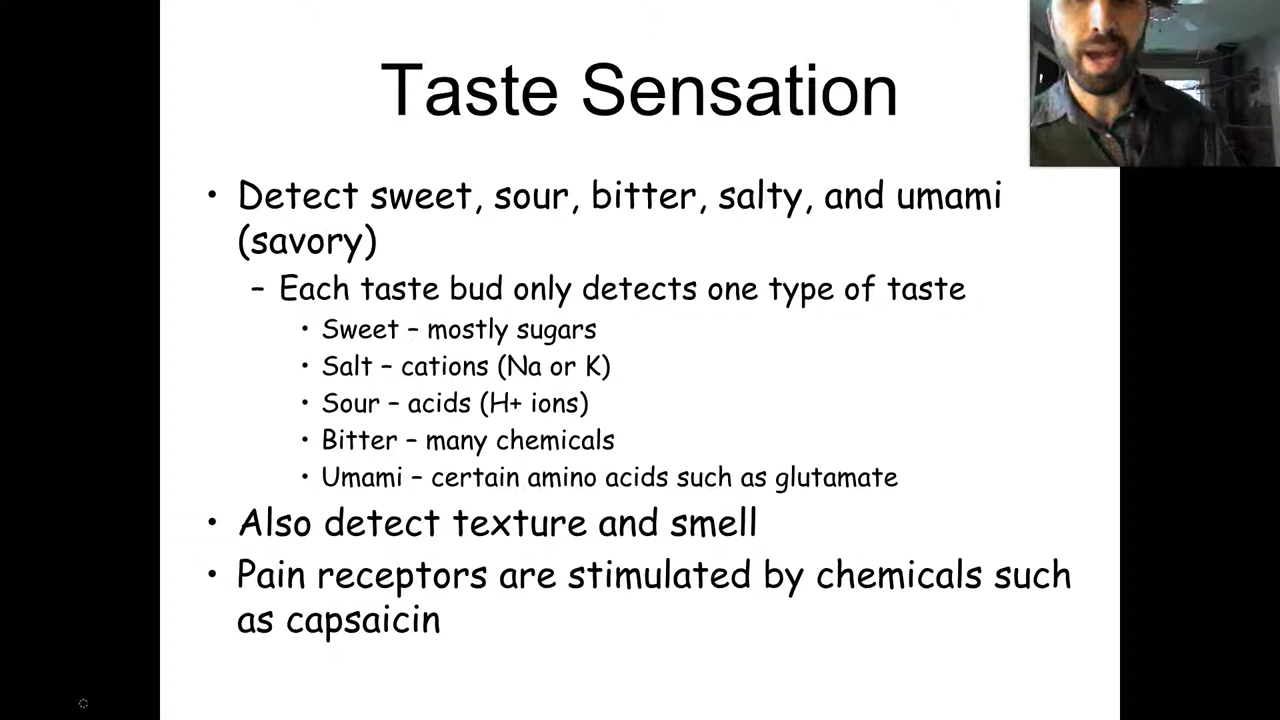 Taste Sensation
• Detect sweet, sour, bitter, salty, and umami
(savory)
– Each taste bud only detects one type of taste
• Sweet – mostly sugars
• Salt – cations (Na or K)
• Sour – acids (H+ ions)
• Bitter – many chemicals
• Umami – certain amino acids such as glutamate
• Also detect texture and smell
• Pain receptors are stimulated by chemicals such
as capsaicin